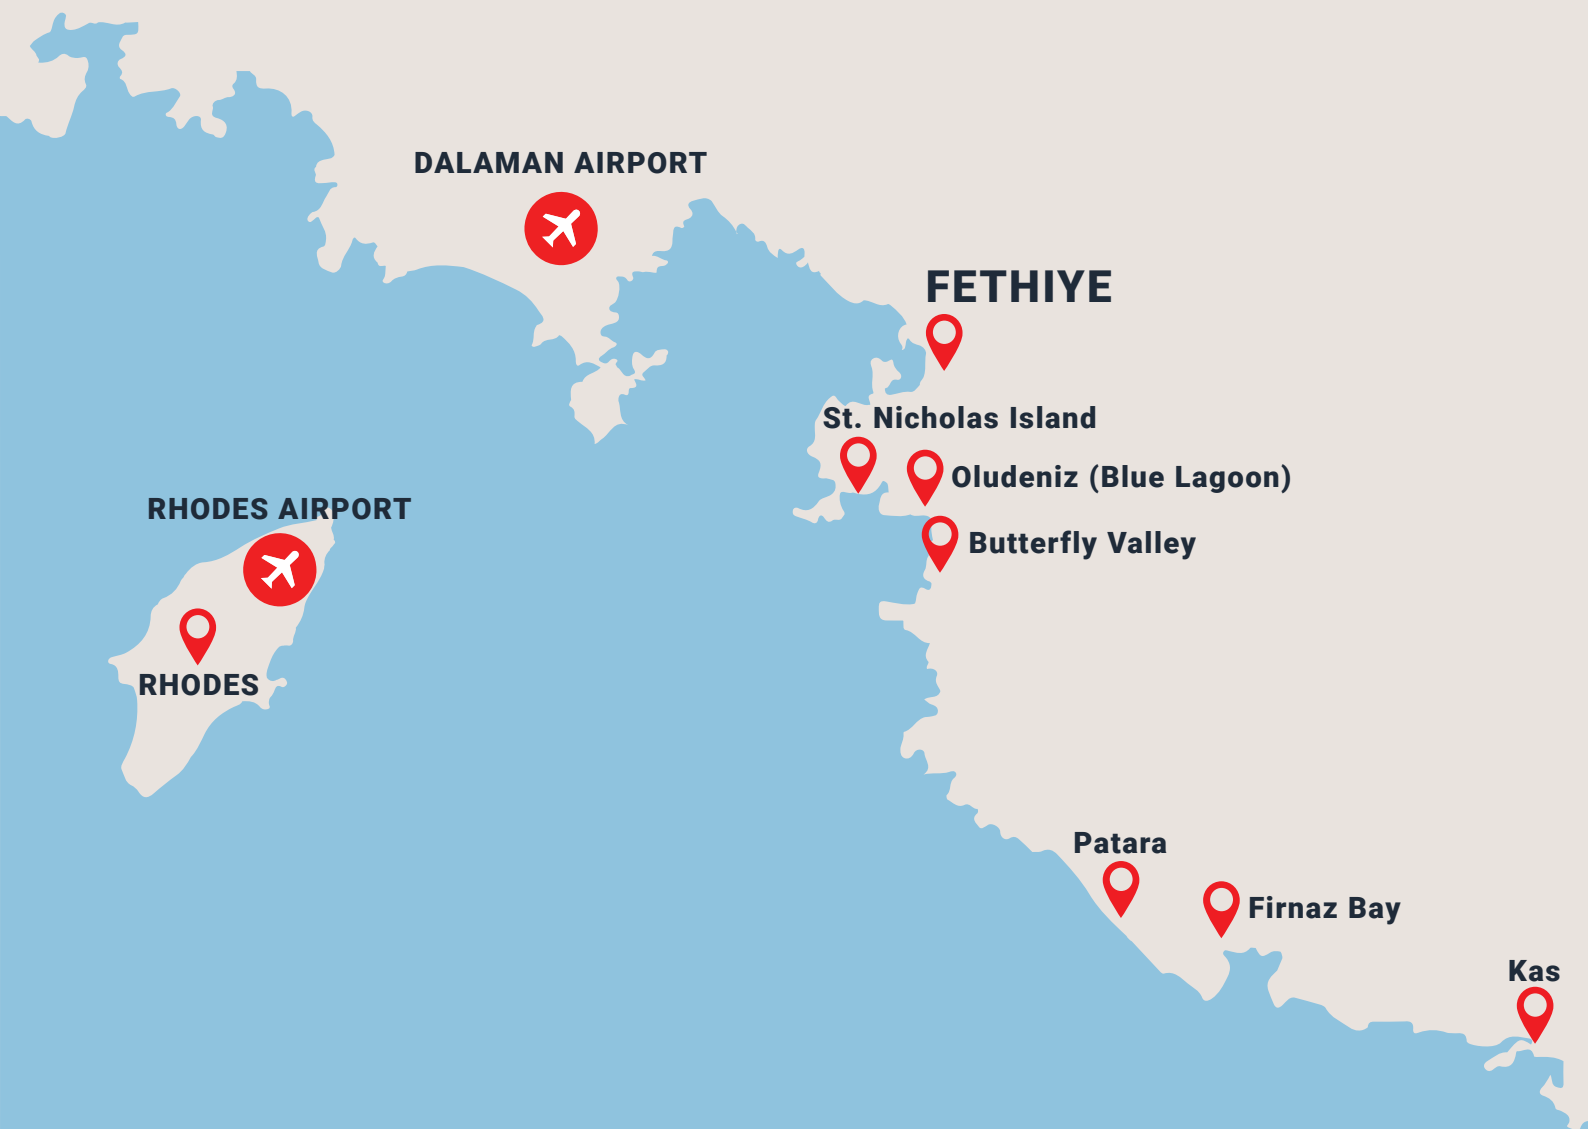 DALAMAN AIRPORT
FETHIYE
St. Nicholas Island
Oludeniz (Blue Lagoon)
RHODES AIRPORT
Butterfly Valley
RHODES
Patara
Firnaz Bay
Kas